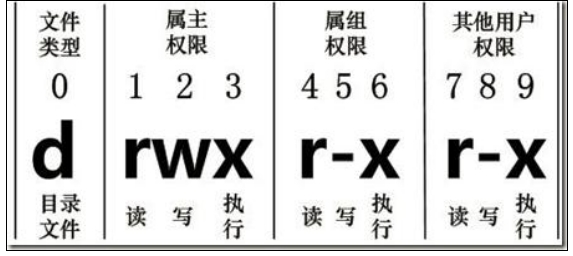 文件 属主 属组 其他用户
类型 权限 权限 权限
0 1 2 3 4 5 6 7 8 9
d rwx r-x r-x
目录 读 写 执 读 写 执 读 写 执
文件 行 行 行